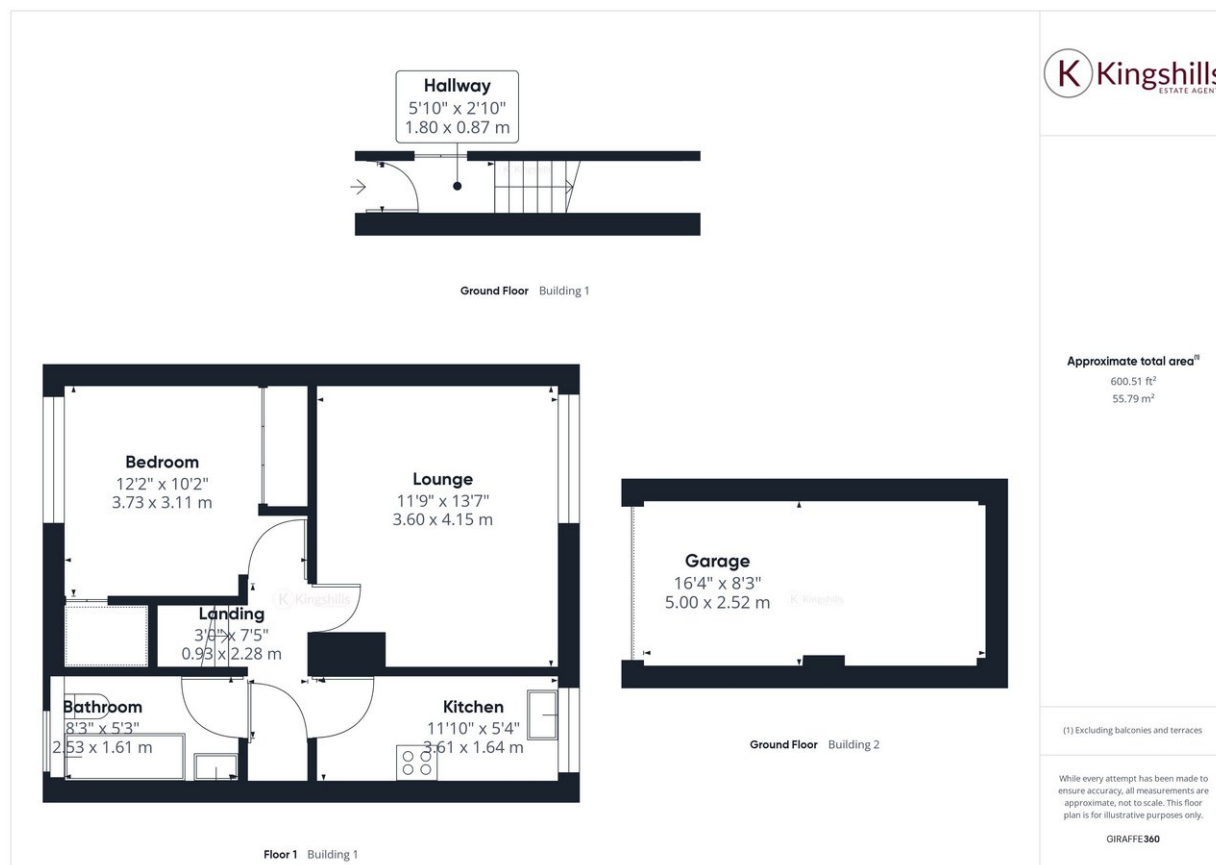 Hallway
5'10" x 2'10"
1.80 x 0.87 m
Ground Floor Building 1
Bedroom
12'2" x 10'2"
3.73 x 3.11 m
Lounge
11'9" x 13'7"
3.60 x 4.15 m
K Kingshills
Landing
3'0" x 7'5"
0.93 x 2.28 m
Bathroom
8'3" x 5'3"
2.53 x 1.61 m
Kitchen
11'10" x 5'4"
3.61 x 1.64 m
Floor 1 Building 1
Garage
16'4" x 8'3"
5.00 x 2.52 m
K Kingshills
Ground Floor Building 2
K Kingshills
ESTATE AGENT
Approximate total area(1)
600.51 ft²
55.79 m²
(1) Excluding balconies and terraces
While every attempt has been made to
ensure accuracy, all measurements are
approximate, not to scale. This floor
plan is for illustrative purposes only.
GIRAFFE360